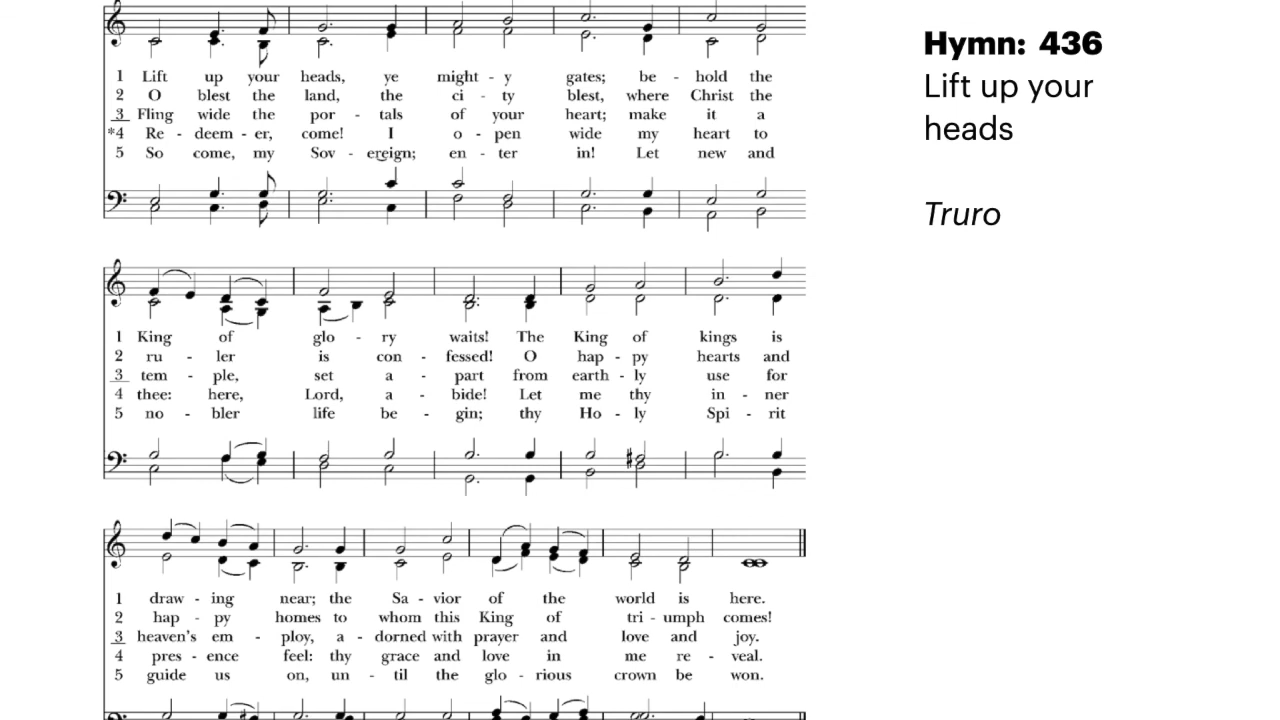 1 Lift up your heads, ye might - y gates; be - hold the
2 O blest the land, the ci - ty blest, where Christ the
3 Fling wide the por - tals of your heart; make it a
*4 Re - deem - er, come! I o - pen wide my heart to
5 So come, my Sov - ereign; en - ter in! Let new and
1 King of glo - ry waits! The King of kings is
2 ru - ler is con - fessed! O hap - py hearts and
3 tem - ple, set a - part from earth - ly use for
4 thee: here, Lord, a - bide! Let me thy in - ner
5 no - bler life be - gin; thy Ho - ly Spi - rit
1 draw - ing near; the Sa - vior of the world is here.
2 hap - py homes to whom this King of tri - umph comes!
3 heaven's em - ploy, a - dorned with prayer and love and joy.
4 pres - ence feel: thy grace and love in me re - veal.
5 guide us on, un - til the glo - rious crown be won.
Hymn: 436
Lift up your
heads
Truro